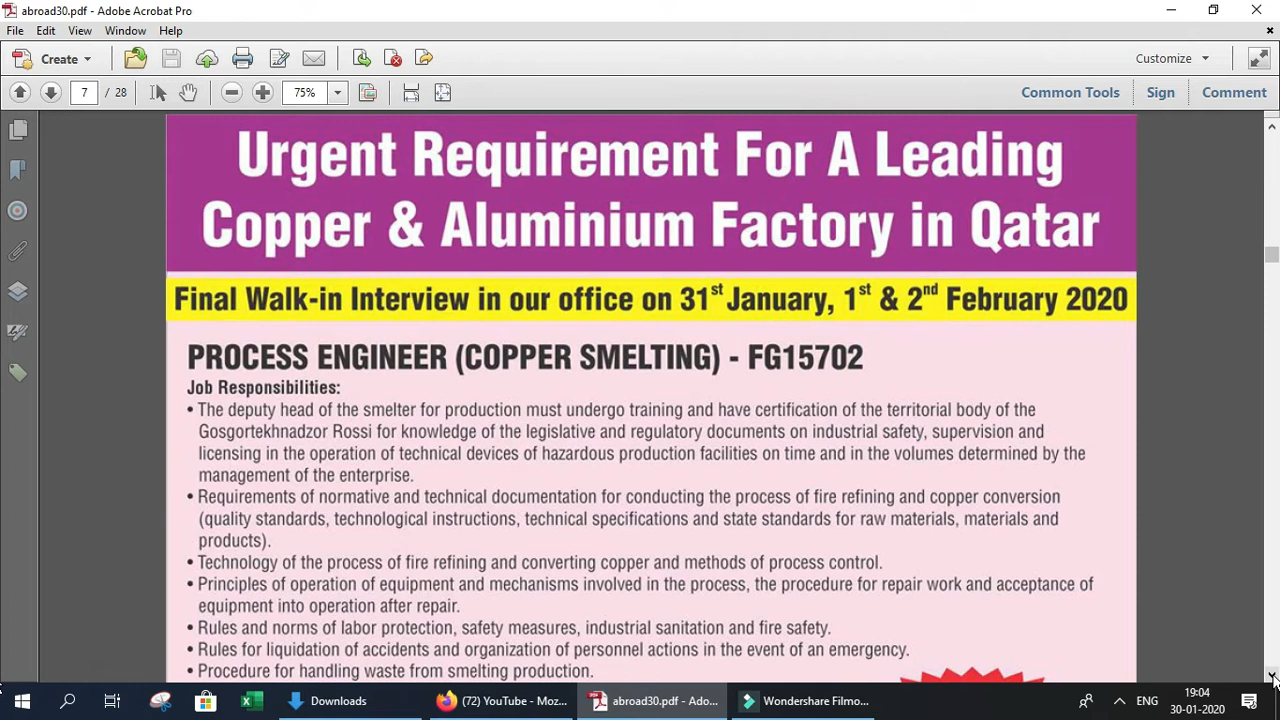 abroad30.pdf - Adobe Acrobat Pro
File Edit View Window Help
Create Customize
7 / 28 75% Common Tools Sign Comment
Urgent Requirement For A Leading
Copper & Aluminium Factory in Qatar
Final Walk-in Interview in our office on 31st January, 1st & 2nd February 2020
PROCESS ENGINEER (COPPER SMELTING) - FG15702
Job Responsibilities:
• The deputy head of the smelter for production must undergo training and have certification of the territorial body of the
Gosgortekhnadzor Rossi for knowledge of the legislative and regulatory documents on industrial safety, supervision and
licensing in the operation of technical devices of hazardous production facilities on time and in the volumes determined by the
management of the enterprise.
• Requirements of normative and technical documentation for conducting the process of fire refining and copper conversion
(quality standards, technological instructions, technical specifications and state standards for raw materials, materials and
products).
• Technology of the process of fire refining and converting copper and methods of process control.
• Principles of operation of equipment and mechanisms involved in the process, the procedure for repair work and acceptance of
equipment into operation after repair.
• Rules and norms of labor protection, safety measures, industrial sanitation and fire safety.
• Rules for liquidation of accidents and organization of personnel actions in the event of an emergency.
• Procedure for handling waste from smelting production.
Downloads (72) YouTube - Moz... abroad30.pdf - Ado... Wondershare Filmo... ENG 19:04
30-01-2020